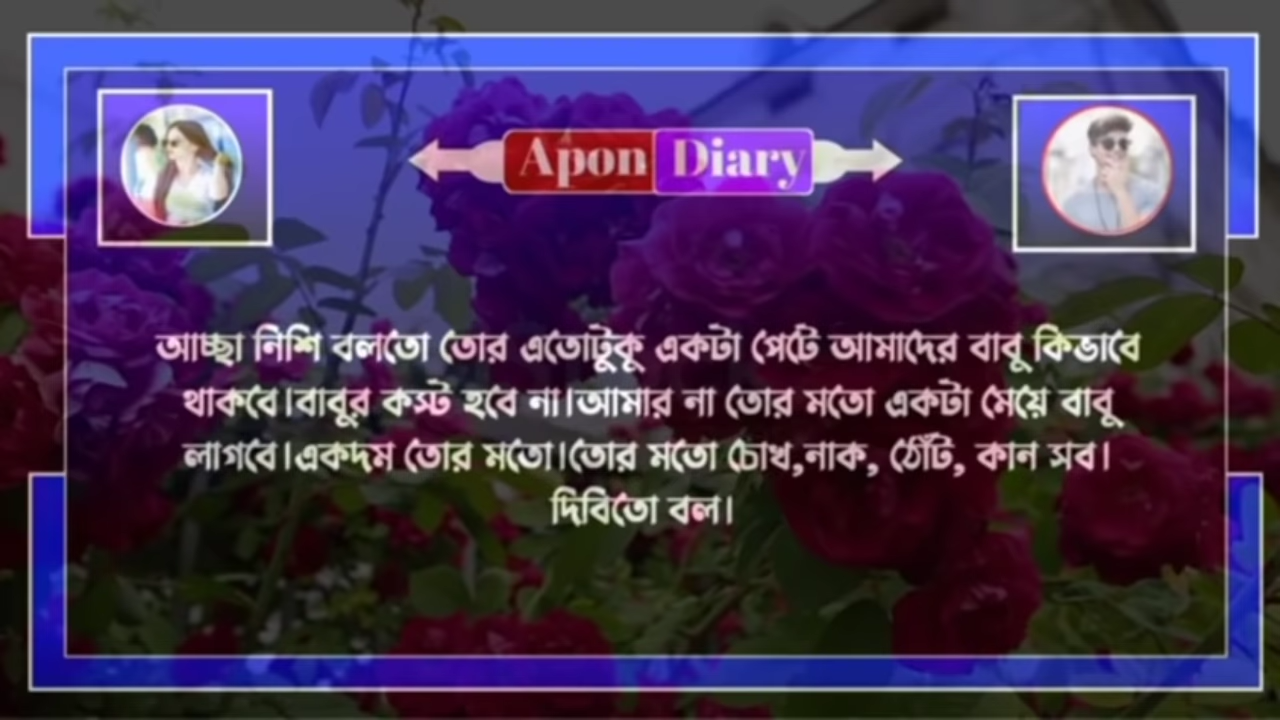 Apon Diary
আচ্ছা নিশি বলতো তোর এতোটুকু একটা পেটে আমাদের বাবু কিভাবে
থাকবে।বাবুর কস্ট হবে না।আমার না তোর মতো একটা মেয়ে বাবু
লাগবে।একদম তোর মতো।তোর মতো চোখ,নাক, ঠোঁট, কান সব।
দিবিতো বল।